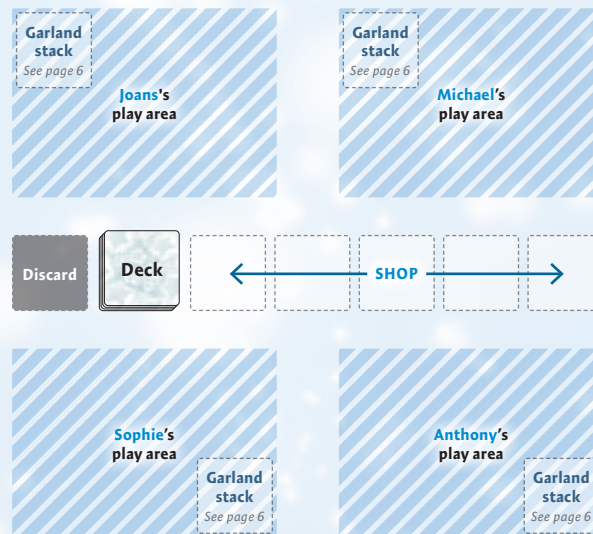 Garland
stack
See page 6
Joans's
play area
Garland
stack
See page 6
Michael’s
play area
Discard
Deck
SHOP
Sophie’s
play area
Garland
stack
See page 6
Anthony’s
play area
Garland
stack
See page 6